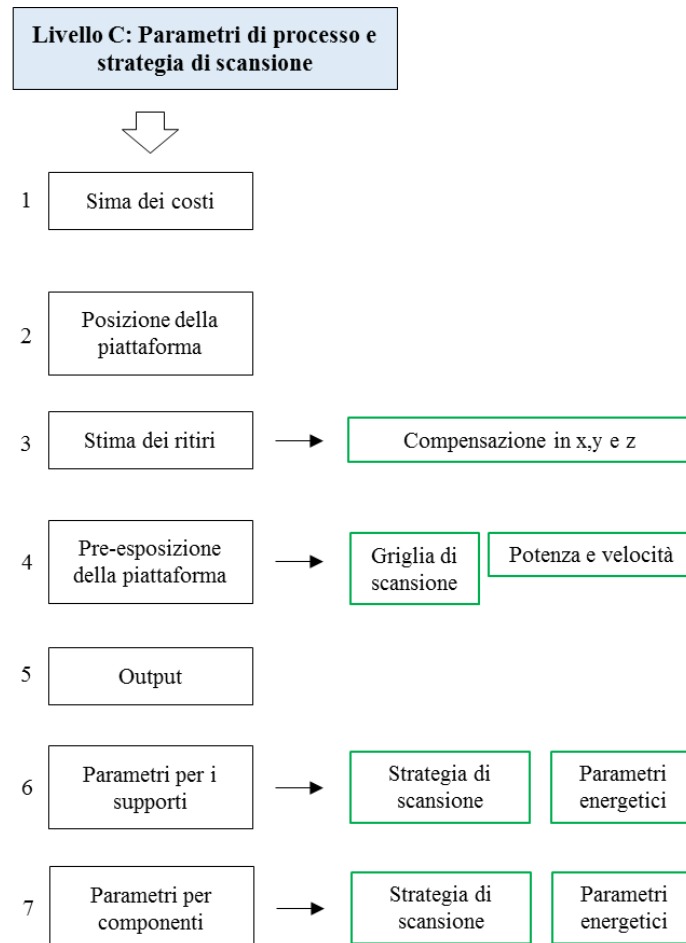 Livello C: Parametri di processo e
strategia di scansione
1
Sima dei costi
2
Posizione della
piattaforma
3
Stima dei ritiri
Compensazione in x,y e z
4
Pre-esposizione
della piattaforma
Griglia di
scansione
Potenza e velocità
5
Output
6
Parametri per i
supporti
Strategia di
scansione
Parametri
energetici
7
Parametri per
componenti
Strategia di
scansione
Parametri
energetici